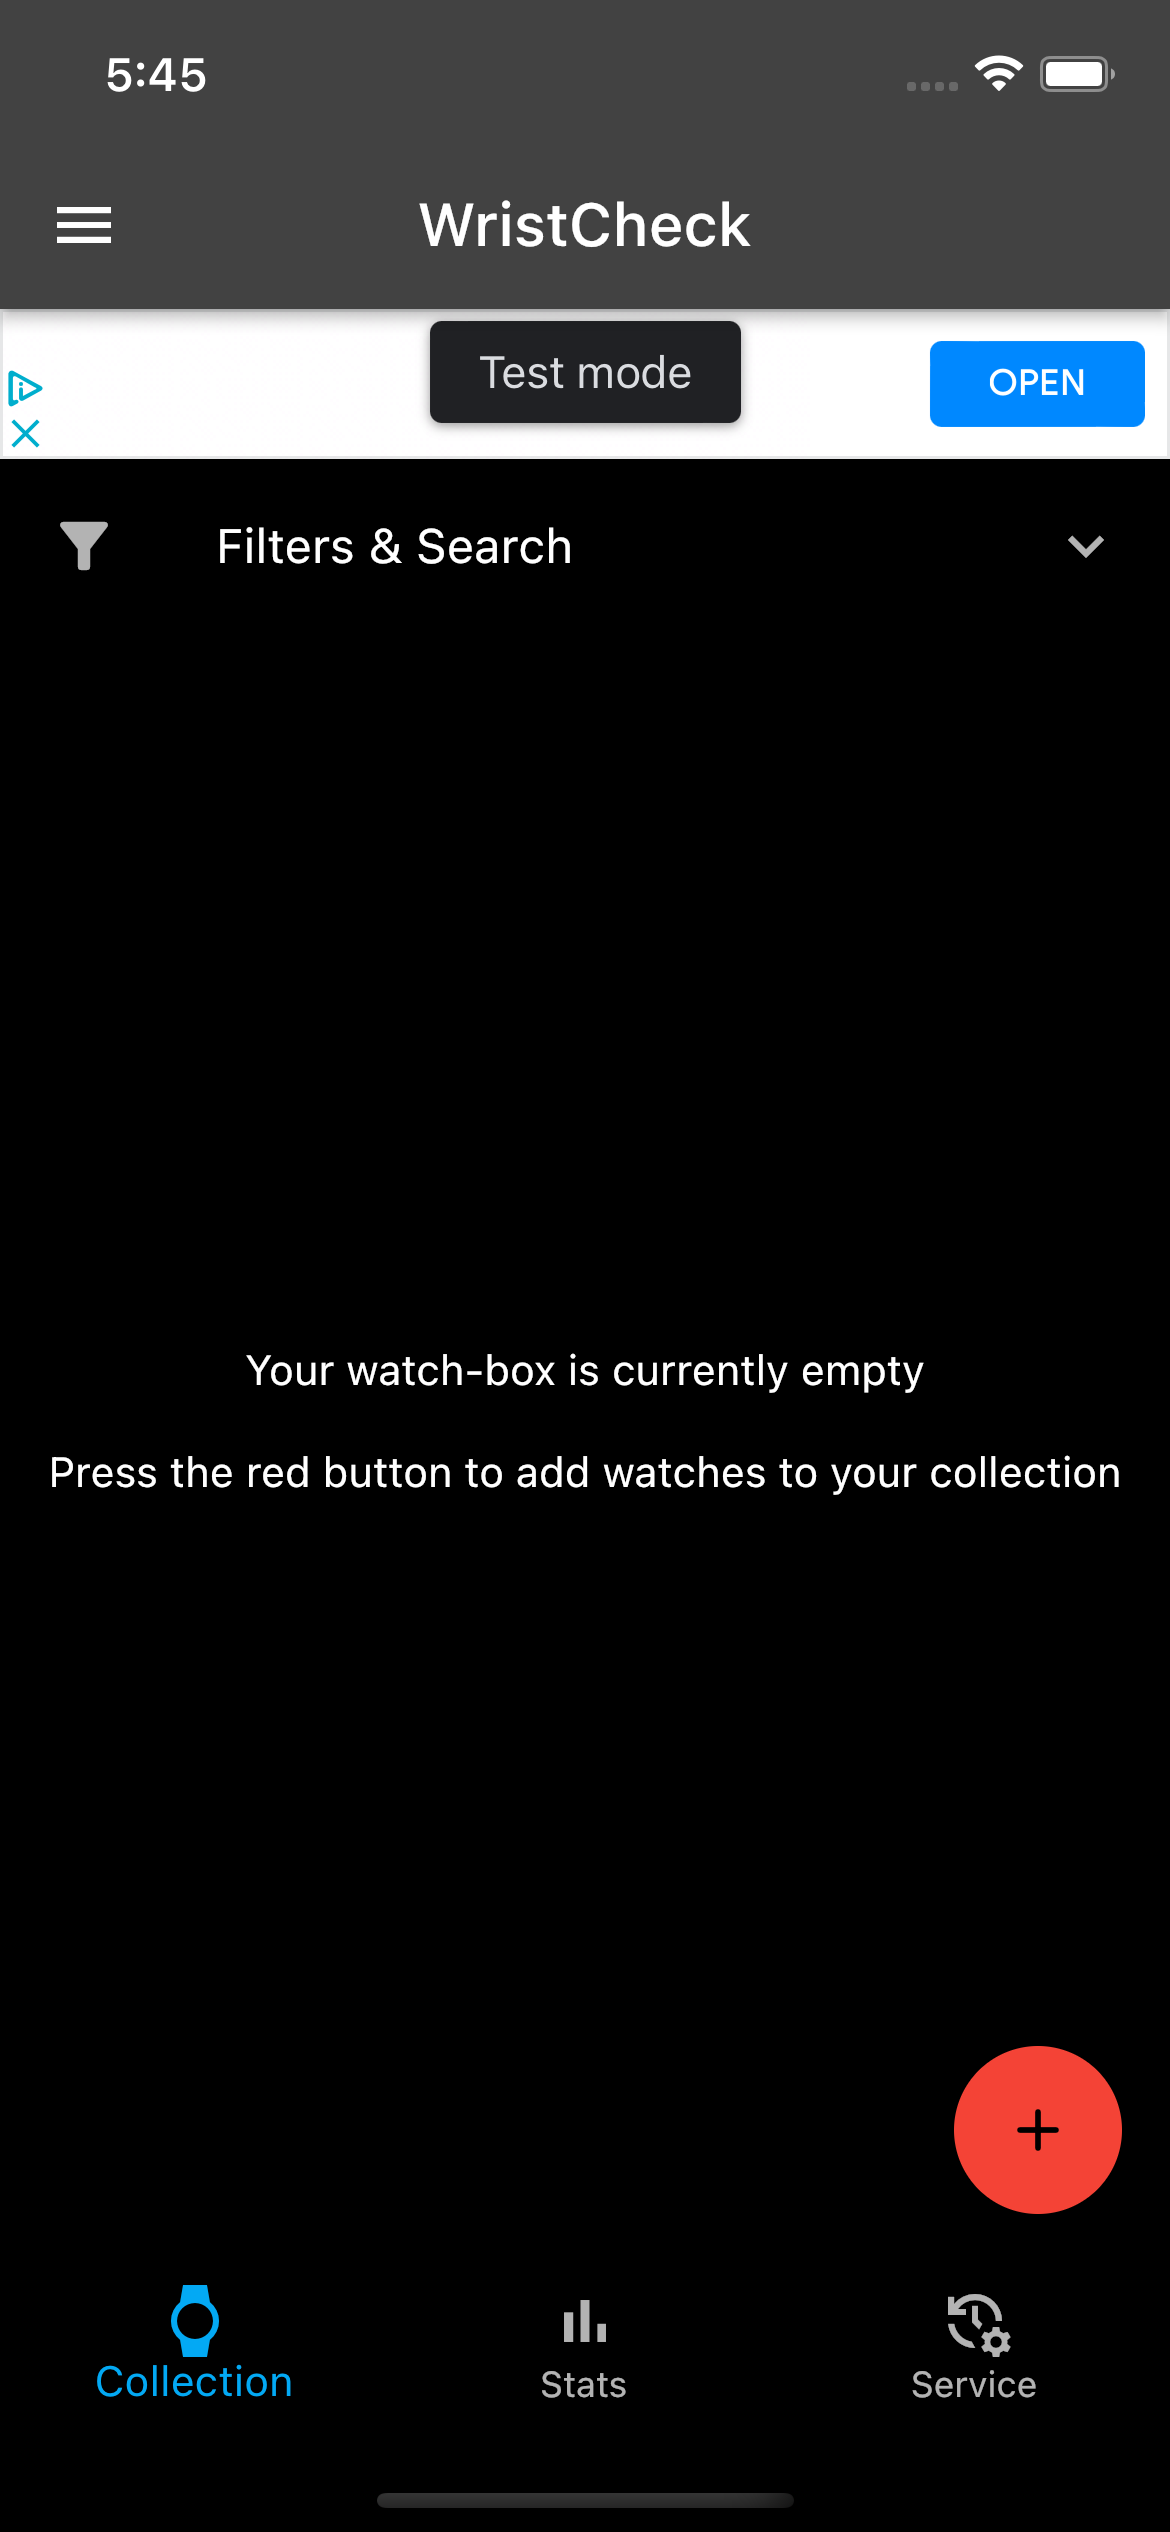 5:45
WristCheck
Test mode
OPEN
Filters & Search
Your watch-box is currently empty
Press the red button to add watches to your collection
Collection
Stats
Service